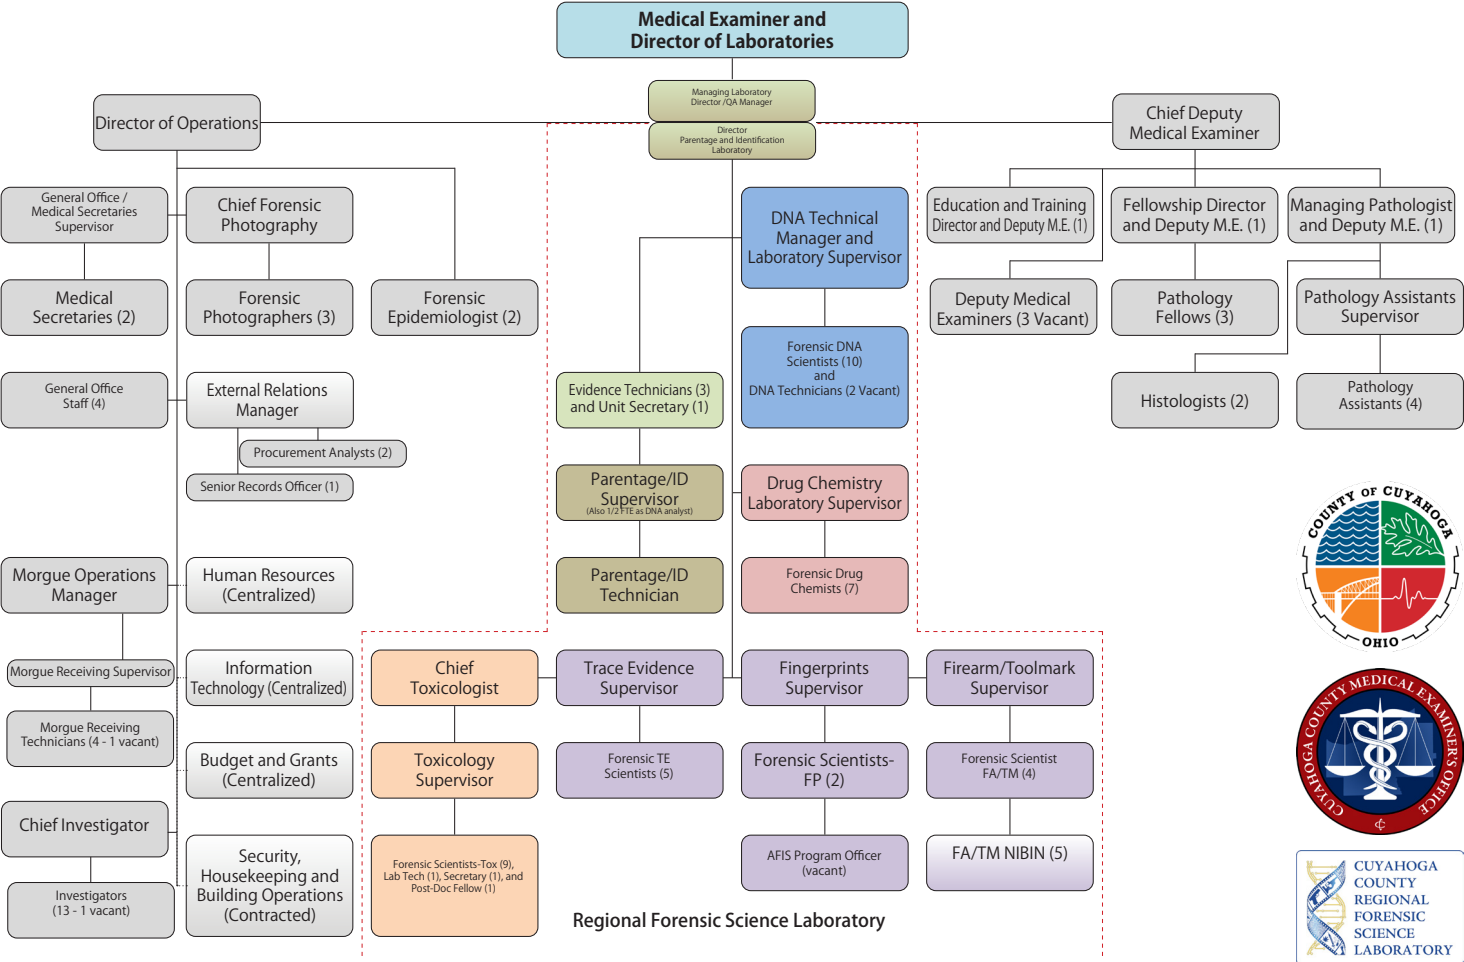 Medical Examiner and
Director of Laboratories
Managing Laboratory
Director /QA Manager
Director
Parentage and Identification
Laboratory
Director of Operations
Chief Deputy
Medical Examiner
General Office /
Medical Secretaries
Supervisor
Chief Forensic
Photography
Medical
Secretaries (2)
Forensic
Photographers (3)
Forensic
Epidemiologist (2)
General Office
Staff (4)
External Relations
Manager
Procurement Analysts (2)
Senior Records Officer (1)
Morgue Operations
Manager
Human Resources
(Centralized)
Morgue Receiving Supervisor
Information
Technology (Centralized)
Morgue Receiving
Technicians (4 - 1 vacant)
Budget and Grants
(Centralized)
Chief Investigator
Security,
Housekeeping and
Building Operations
(Contracted)
Investigators
(13 - 1 vacant)
DNA Technical
Manager and
Laboratory Supervisor
Forensic DNA
Scientists (10)
and
DNA Technicians (2 Vacant)
Evidence Technicians (3)
and Unit Secretary (1)
Parentage/ID
Supervisor
(Also 1/2 FTE as DNA analyst)
Drug Chemistry
Laboratory Supervisor
Parentage/ID
Technician
Forensic Drug
Chemists (7)
Chief
Toxicologist
Trace Evidence
Supervisor
Fingerprints
Supervisor
Firearm/Toolmark
Supervisor
Toxicology
Supervisor
Forensic TE
Scientists (5)
Forensic Scientists-
FP (2)
Forensic Scientist
FA/TM (4)
Forensic Scientists-Tox (9),
Lab Tech (1), Secretary (1), and
Post-Doc Fellow (1)
AFIS Program Officer
(vacant)
FA/TM NIBIN (5)
Regional Forensic Science Laboratory
Education and Training
Director and Deputy M.E. (1)
Fellowship Director
and Deputy M.E. (1)
Managing Pathologist
and Deputy M.E. (1)
Deputy Medical
Examiners (3 Vacant)
Pathology
Fellows (3)
Pathology Assistants
Supervisor
Histologists (2)
Pathology
Assistants (4)
COUNTY OF CUYAHOGA
OHIO
CUYAHOGA COUNTY MEDICAL EXAMINER'S OFFICE
CUYAHOGA
COUNTY
REGIONAL
FORENSIC
SCIENCE
LABORATORY